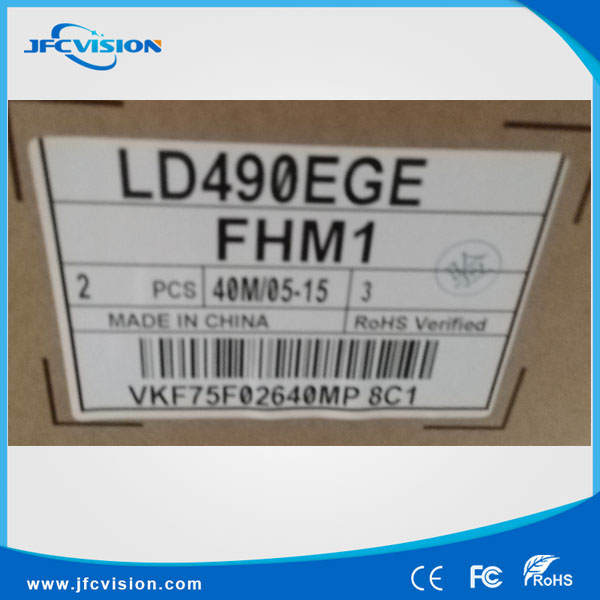 JFCVISION
LD490EGE
FHM1
2 PCS 40M/05-15 3
MADE IN CHINA RoHS Verified
VKF75F02640MP 8C1
www.jfcvision.com CE FC RoHS